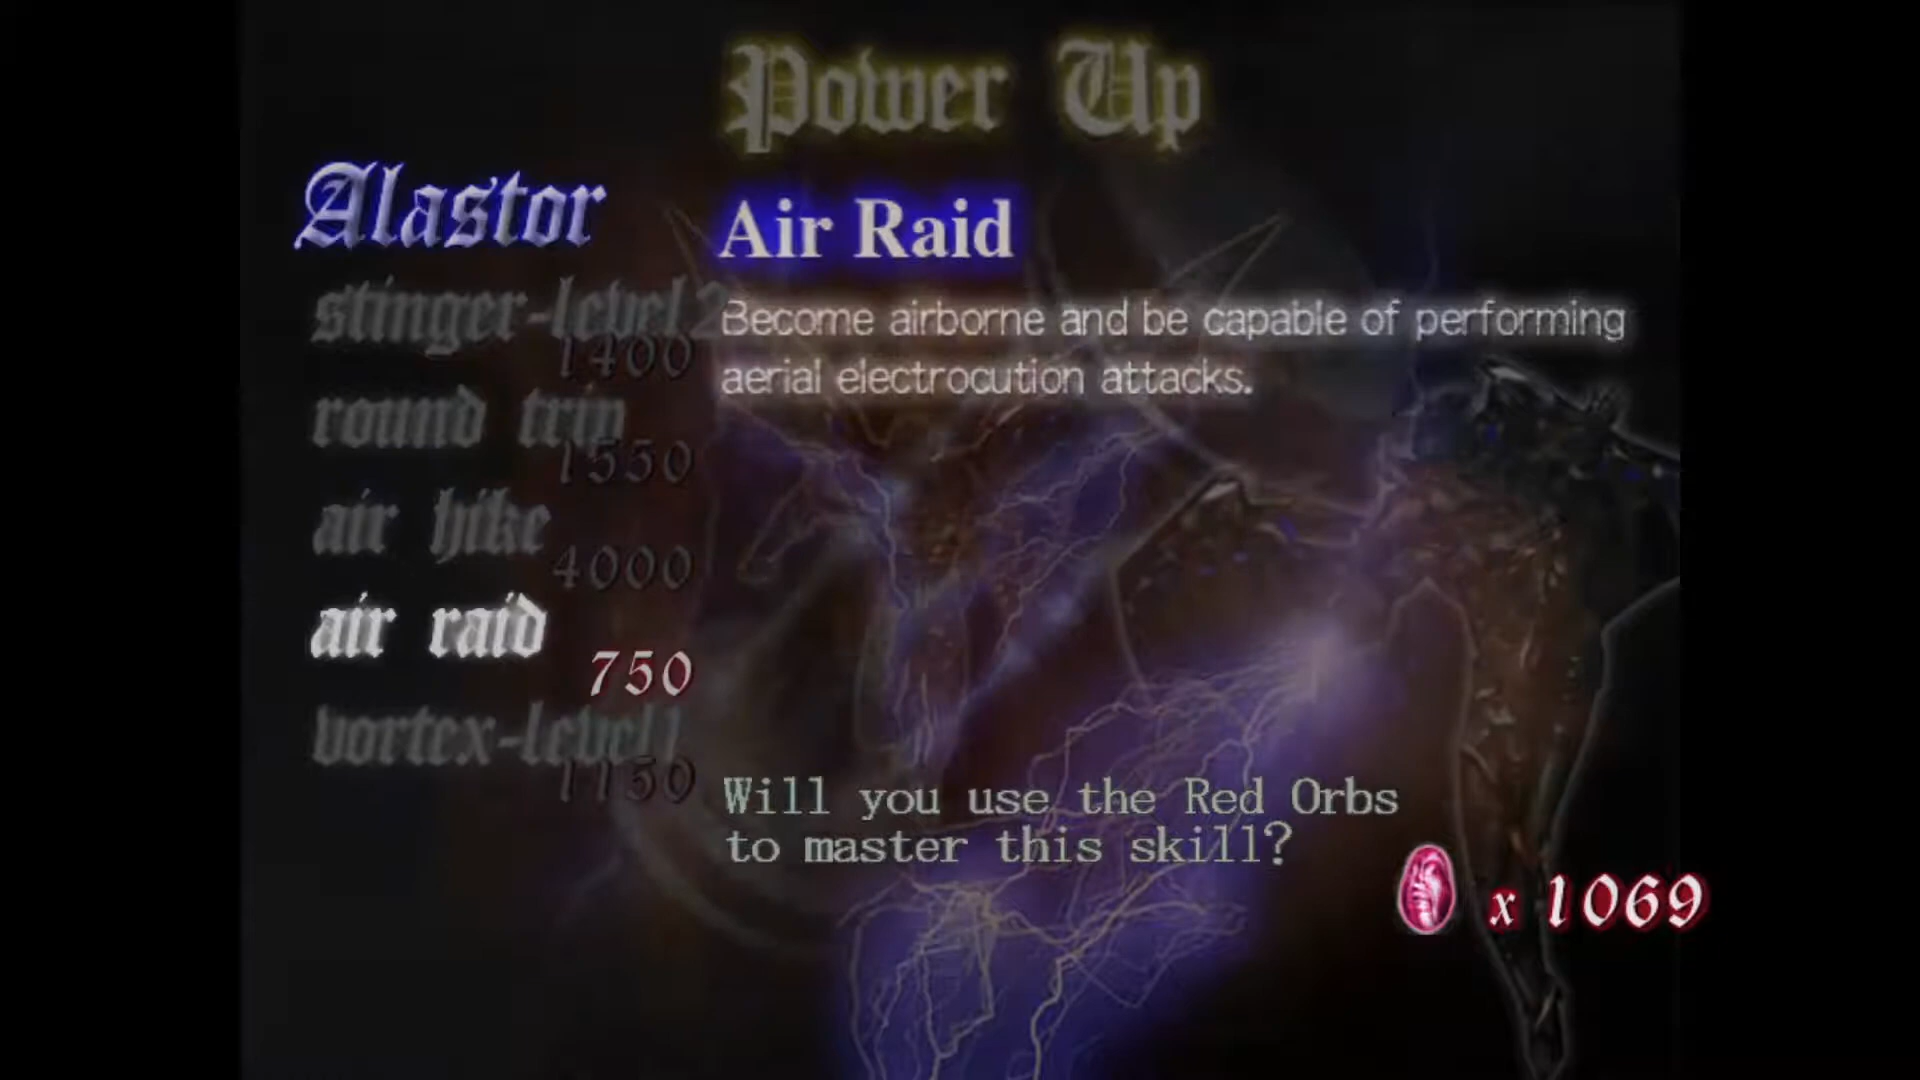 Power Up
Alastor
stinger-level 2
1400
round trip
1550
air hike
4000
air raid
750
vortex-level1
1150
Air Raid
Become airborne and be capable of performing
aerial electrocution attacks.
Will you use the Red Orbs
to master this skill?
x 1069